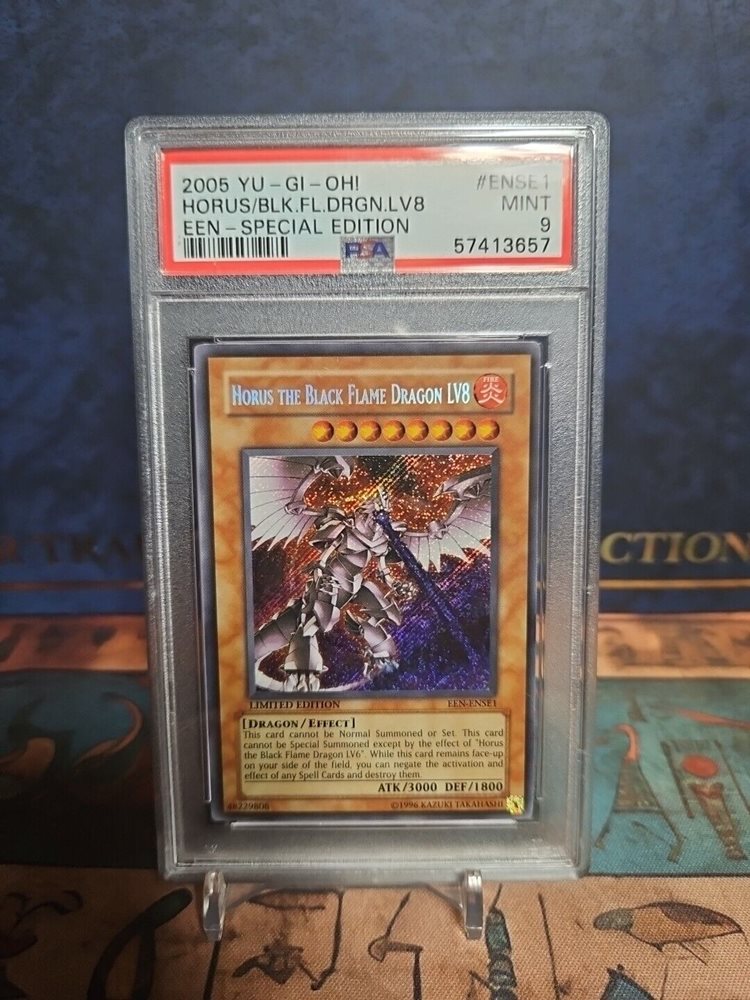 2005 YU-GI-OH! #ENSE1
HORUS/BLK.FL.DRGN.LV8 MINT
EEN-SPECIAL EDITION 9
PSA 57413657
HORUS THE BLACK FLAME DRAGON LV8
FIRE
炎
LIMITED EDITION EEN-ENSE1
[DRAGON/EFFECT]
This card cannot be Normal Summoned or Set. This card
cannot be Special Summoned except by the effect of "Horus
the Black Flame Dragon LV6". While this card remains face-up
on your side of the field, you can negate the activation and
effect of any Spell Cards and destroy them.
ATK/3000 DEF/1800
48229808 ©1996 KAZUKI TAKAHASHI
CTION